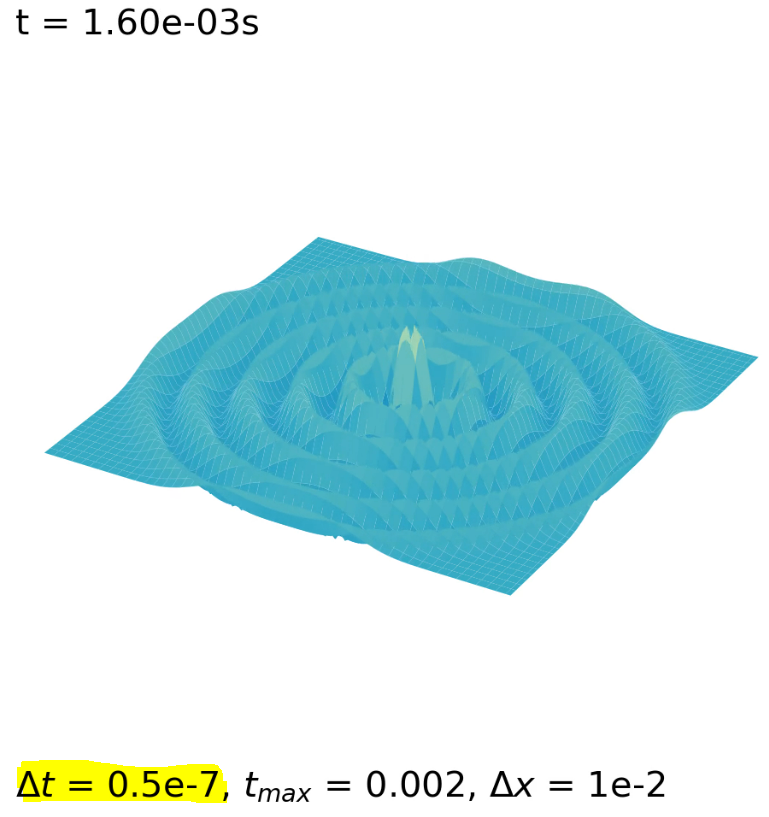 t = 1.60e-03s
Δt = 0.5e-7, tmax = 0.002, Δx = 1e-2